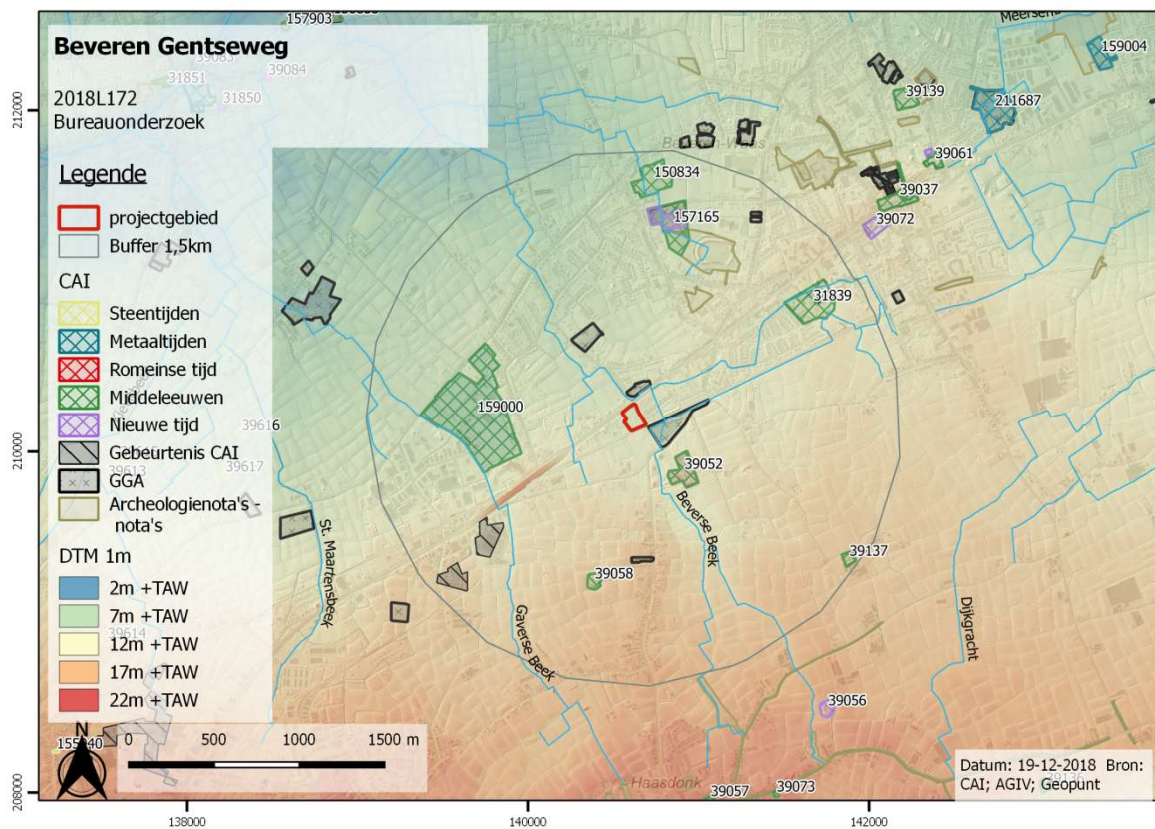 Beveren Gentseweg
2018L172
Bureauonderzoek
Legende
projectgebied
Buffer 1,5km
CAI
Steentijden
Metaaltijden
Romeinse tijd
Middeleeuwen
Nieuwe tijd
Gebeurtenis CAI
GGA
Archeologienota's -
nota's
DTM 1m
2m +TAW
7m +TAW
12m +TAW
17m +TAW
22m +TAW
N
0 500 1000 1500 m
157903
39083
31851
39084
31850
159004
39139
211687
39061
150834
39037
157165
39072
31839
159000
39616
39617
39613
39052
39137
39058
39614
39056
39057
39073
39136
St. Maartensbeek
Gaverse Beek
Beverse Beek
Dijkgracht
Haasdonk
212000
210000
208000
138000
140000
142000
Datum: 19-12-2018 Bron:
CAI; AGIV; Geopunt